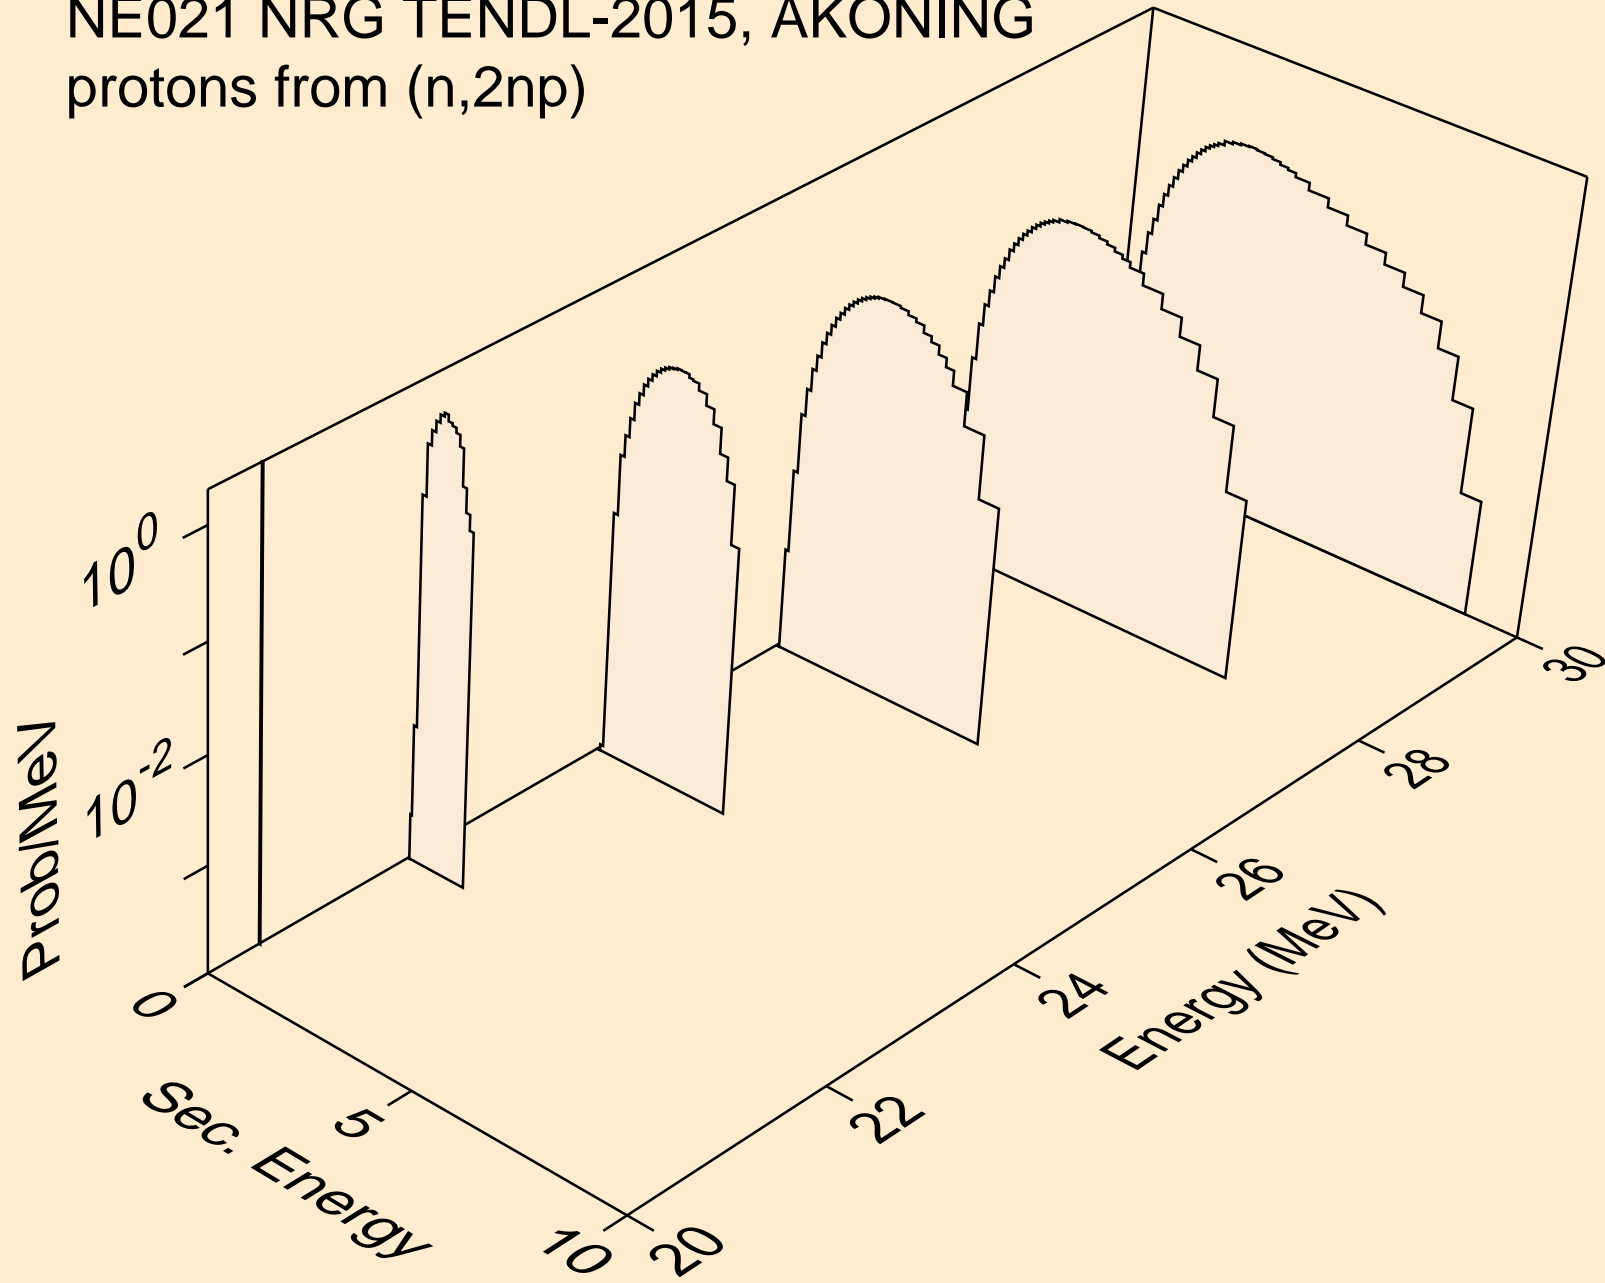 NE021 NRG TENDL-2015, AKONING
protons from (n,2np)
10^0
10^-2
Prob/MeV
0
5
10
Sec. Energy
20
22
24
26
28
30
Energy (MeV)